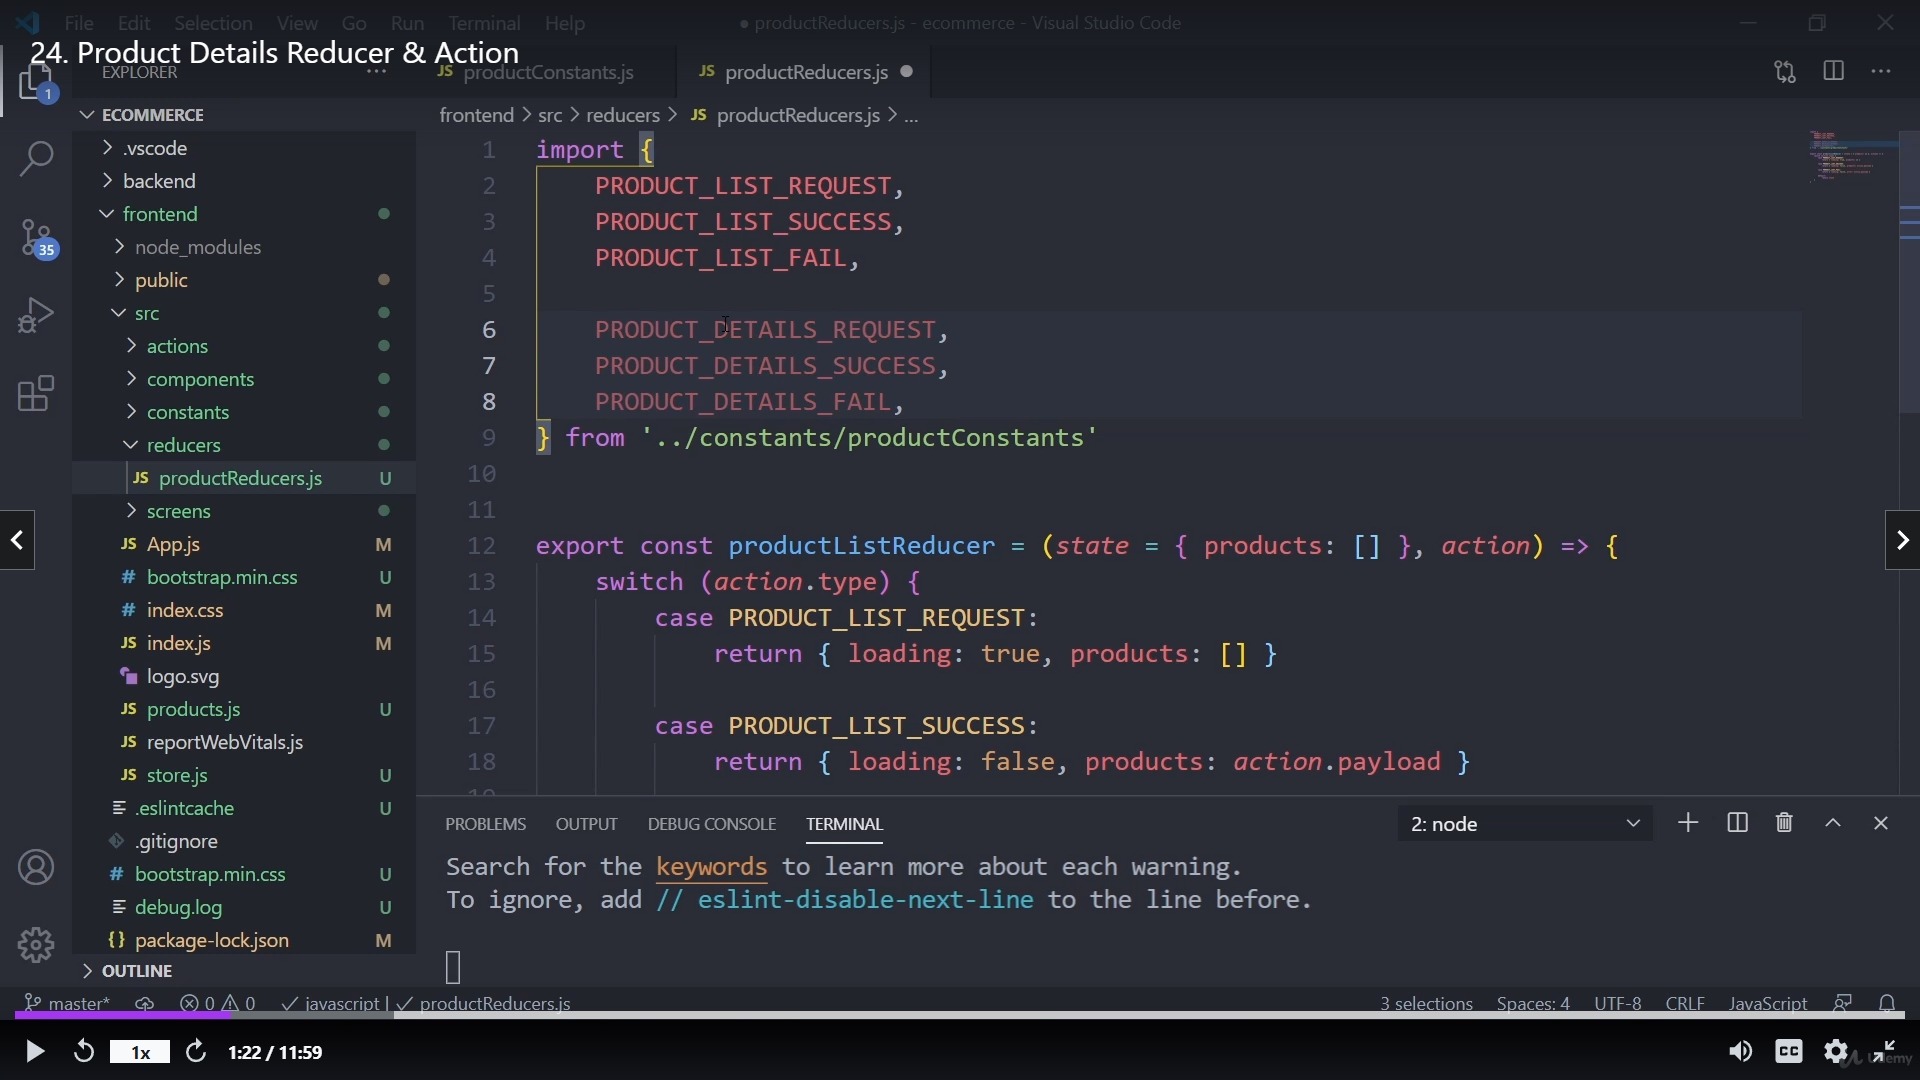 File Edit Selection View Go Run Terminal Help
● productReducers.js - ecommerce - Visual Studio Code
24. Product Details Reducer & Action
EXPLORER ...
JS productConstants.js
JS productReducers.js ●
1
ECOMMERCE
.vscode
backend
frontend
node_modules
public
src
actions
components
constants
reducers
JS productReducers.js U
screens
JS App.js M
# bootstrap.min.css U
# index.css M
JS index.js M
logo.svg
JS products.js U
JS reportWebVitals.js
JS store.js U
.eslintcache U
.gitignore
# bootstrap.min.css U
debug.log U
{} package-lock.json M
OUTLINE
35
frontend > src > reducers > JS productReducers.js > ...
1 import {
2 PRODUCT_LIST_REQUEST,
3 PRODUCT_LIST_SUCCESS,
4 PRODUCT_LIST_FAIL,
5
6 PRODUCT_DETAILS_REQUEST,
7 PRODUCT_DETAILS_SUCCESS,
8 PRODUCT_DETAILS_FAIL,
9 } from '../constants/productConstants'
10
11
12 export const productListReducer = (state = { products: [] }, action) => {
13 switch (action.type) {
14 case PRODUCT_LIST_REQUEST:
15 return { loading: true, products: [] }
16
17 case PRODUCT_LIST_SUCCESS:
18 return { loading: false, products: action.payload }
PROBLEMS OUTPUT DEBUG CONSOLE TERMINAL 2: node
Search for the keywords to learn more about each warning.
To ignore, add // eslint-disable-next-line to the line before.
master* 0 0 javascript | productReducers.js 3 selections Spaces: 4 UTF-8 CRLF JavaScript
1x 1:22 / 11:59 CC
Udemy